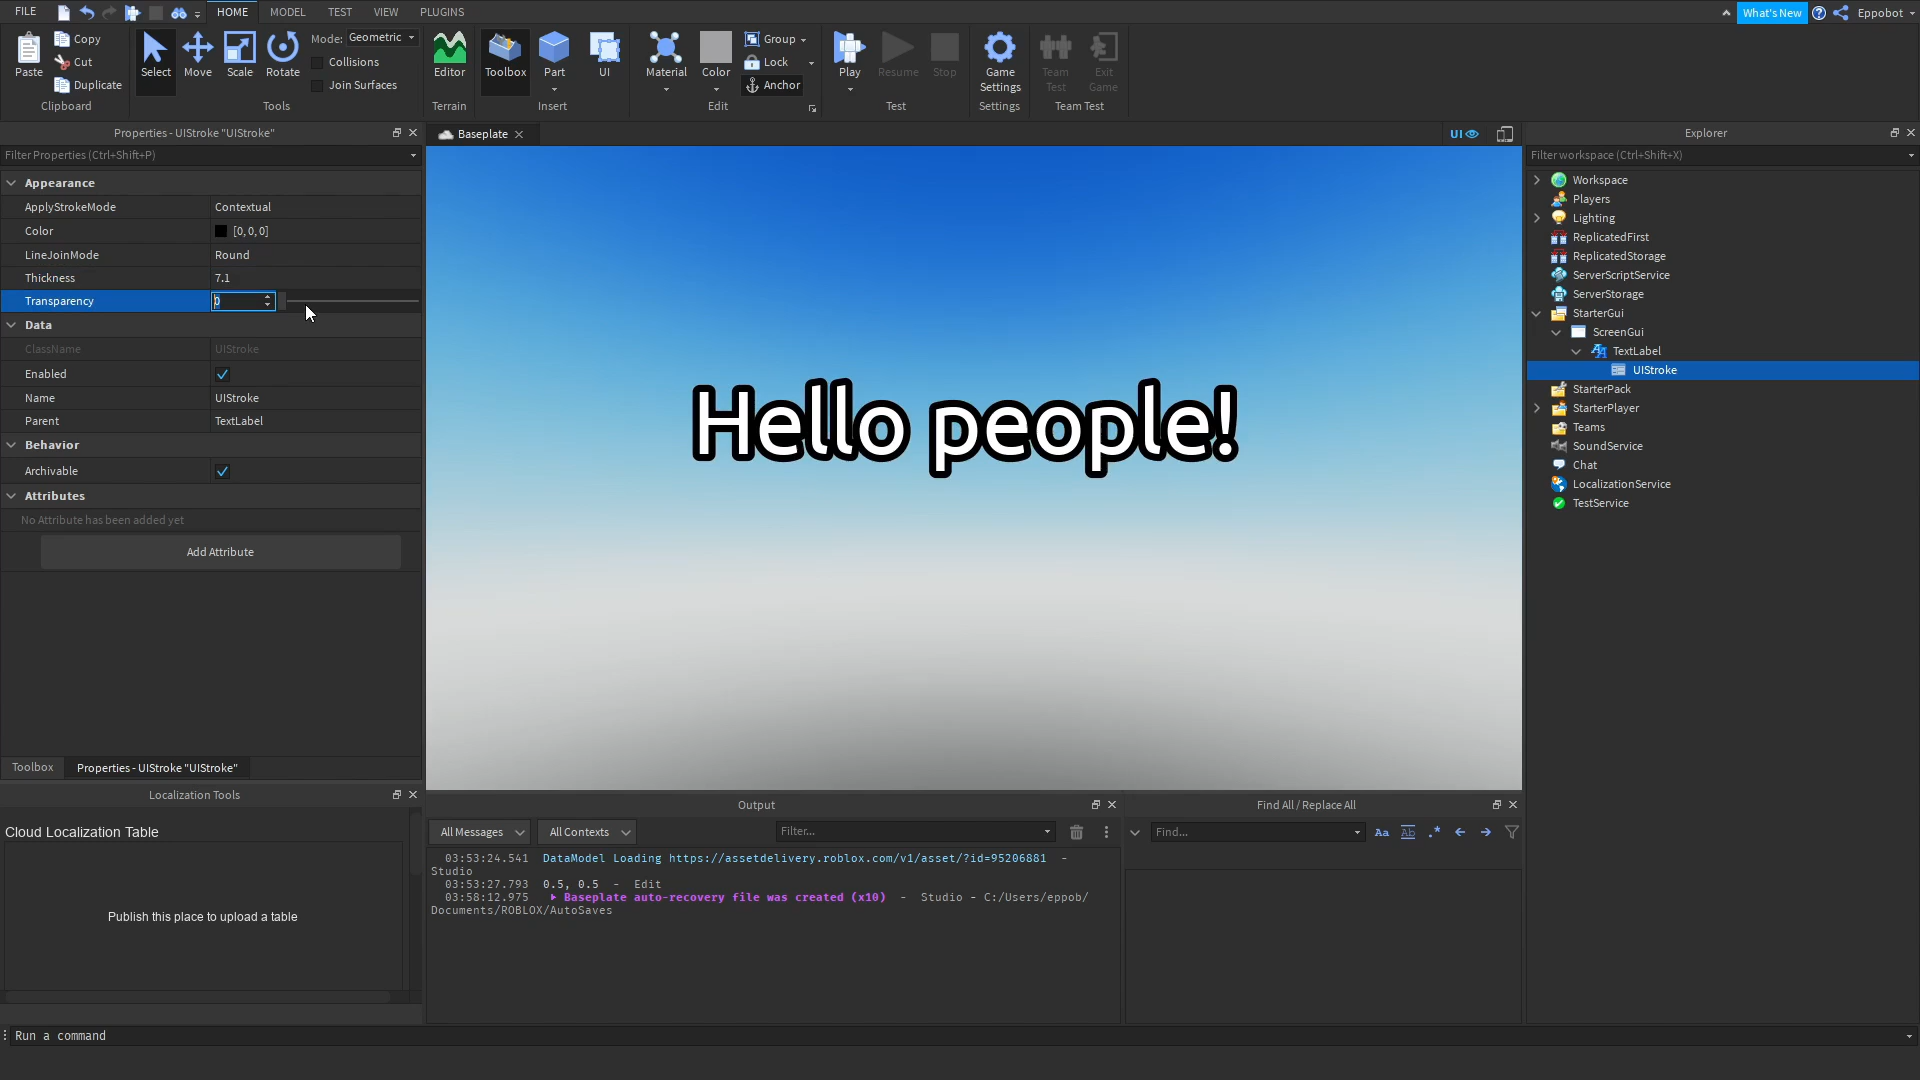 FILE
HOME
MODEL
TEST
VIEW
PLUGINS
What's New
Eppobot
Paste
Copy
Cut
Duplicate
Clipboard
Select
Move
Scale
Rotate
Mode: Geometric
Collisions
Join Surfaces
Tools
Editor
Terrain
Toolbox
Part
UI
Insert
Material
Color
Group
Lock
Anchor
Edit
Play
Resume
Stop
Test
Game
Settings
Settings
Team
Test
Exit
Game
Team Test
Properties - UIStroke "UIStroke"
Filter Properties (Ctrl+Shift+P)
Appearance
ApplyStrokeMode Contextual
Color [0, 0, 0]
LineJoinMode Round
Thickness 7.1
Transparency 0
Data
ClassName UIStroke
Enabled
Name UIStroke
Parent TextLabel
Behavior
Archivable
Attributes
No Attribute has been added yet
Add Attribute
Toolbox
Properties - UIStroke "UIStroke"
Localization Tools
Cloud Localization Table
Publish this place to upload a table
Baseplate
UI
Hello people!
Output
All Messages
All Contexts
Filter...
03:53:24.541 DataModel Loading https://assetdelivery.roblox.com/v1/asset/?id=95206881 -
Studio
03:53:27.793 0.5, 0.5 - Edit
03:58:12.975 Baseplate auto-recovery file was created (x10) - Studio - C:/Users/eppob/
Documents/ROBLOX/AutoSaves
Find All / Replace All
Find...
Aa
Ab
.*
Explorer
Filter workspace (Ctrl+Shift+X)
Workspace
Players
Lighting
ReplicatedFirst
ReplicatedStorage
ServerScriptService
ServerStorage
StarterGui
ScreenGui
TextLabel
UIStroke
StarterPack
StarterPlayer
Teams
SoundService
Chat
LocalizationService
TestService
Run a command